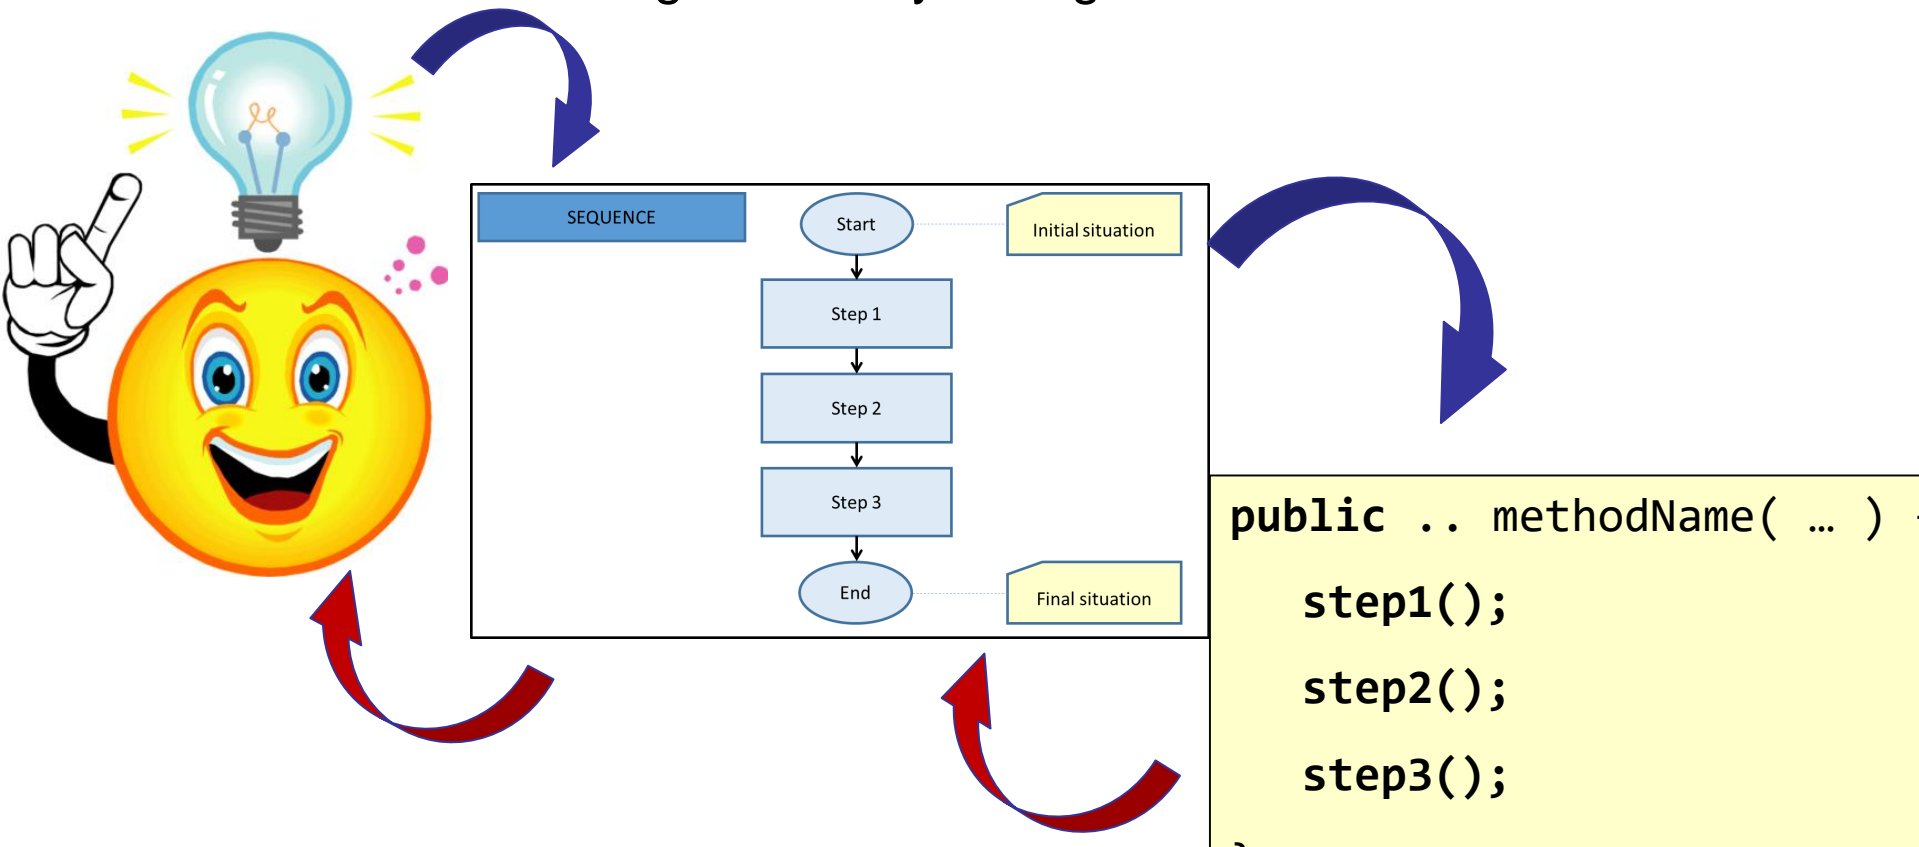 SEQUENCE
Start
Initial situation
Step 1
Step 2
Step 3
End
Final situation
public .. methodName( … )
step1();
step2();
step3();